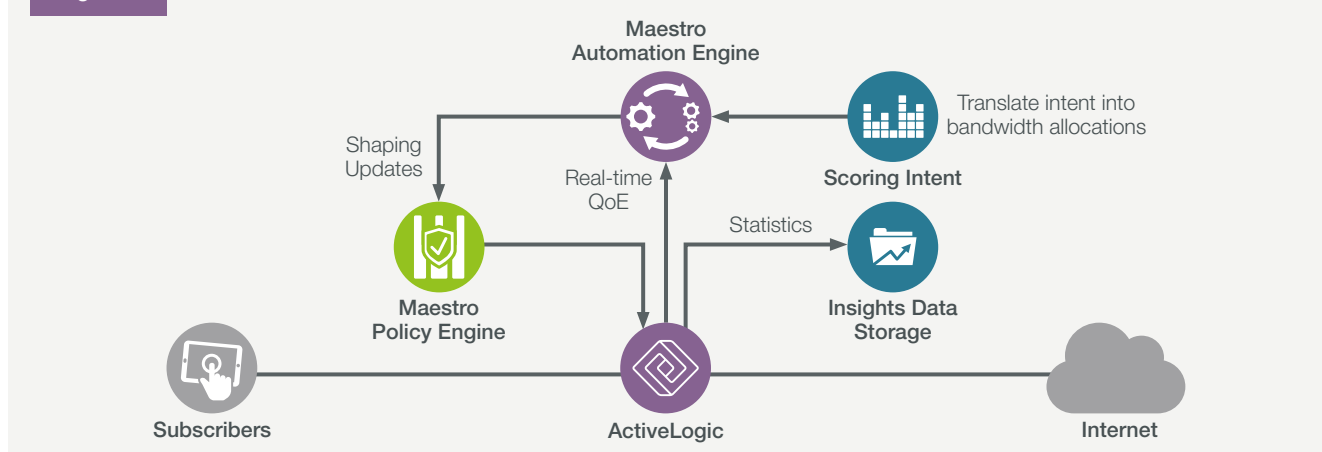 Maestro
Automation Engine
Translate intent into
bandwidth allocations
Shaping
Updates
Real-time
QoE
Scoring Intent
Statistics
Maestro
Policy Engine
Insights Data
Storage
Subscribers
ActiveLogic
Internet